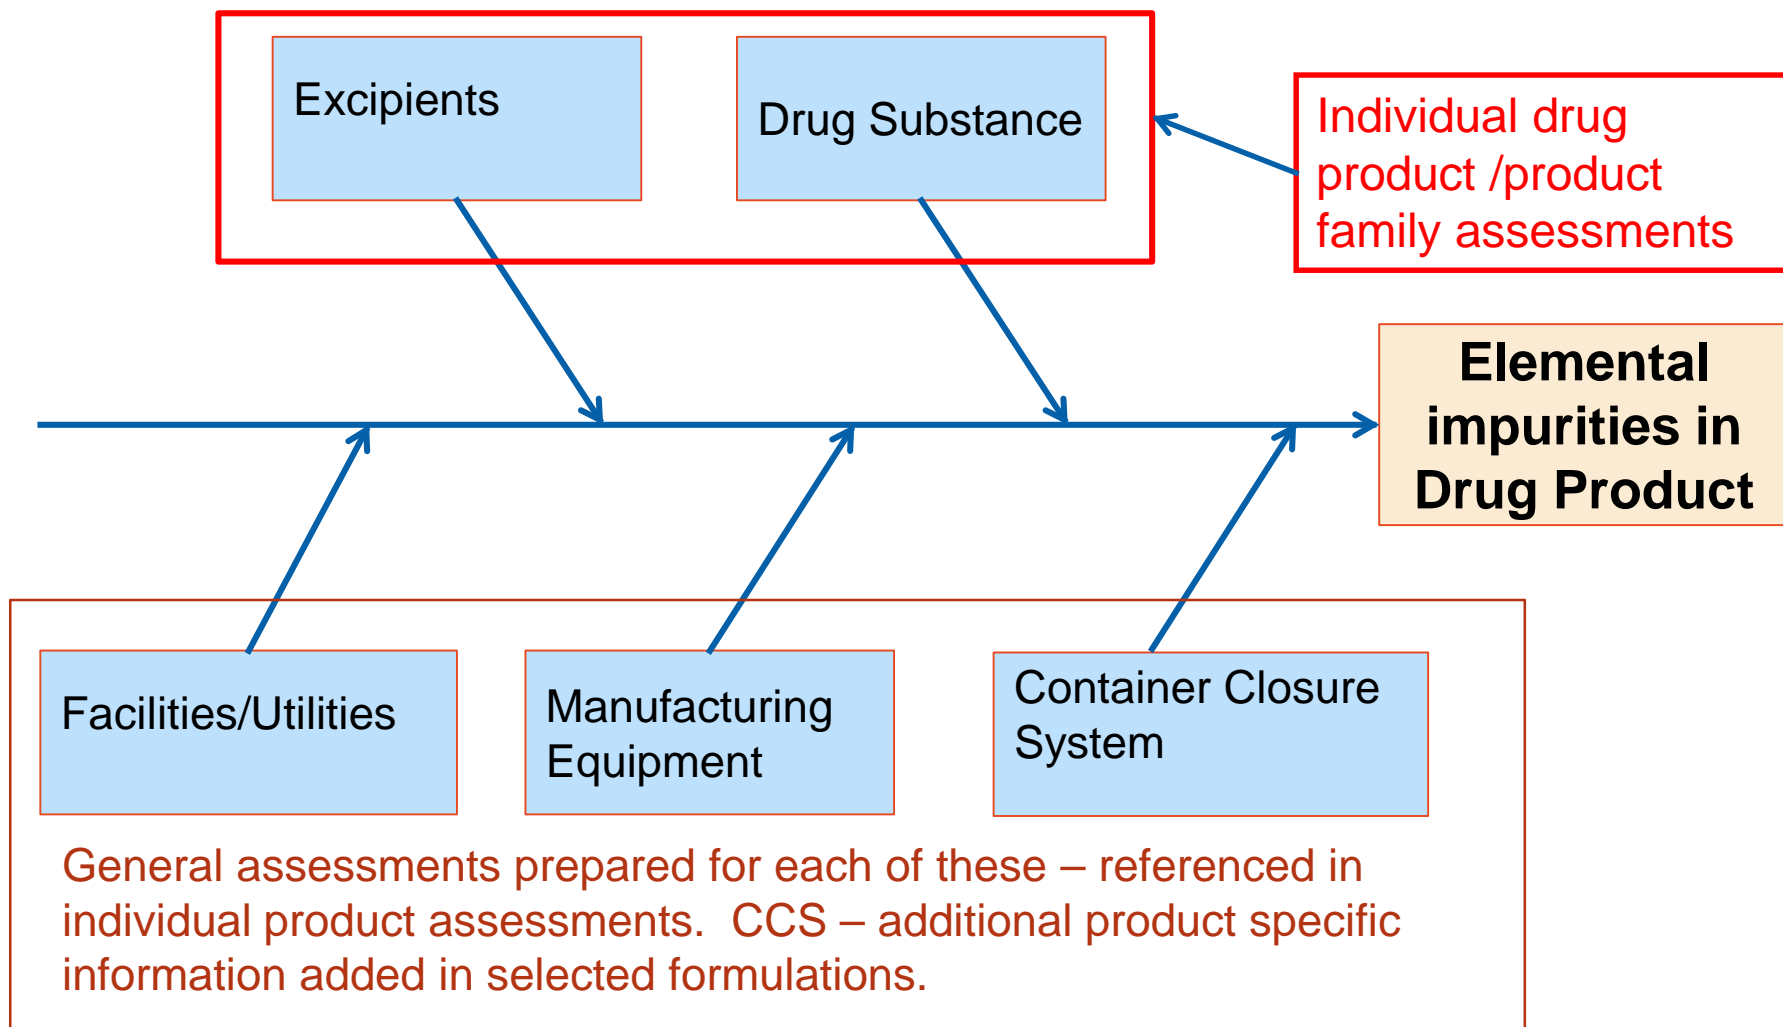 Excipients
Drug Substance
Individual drug
product /product
family assessments
Elemental
impurities in
Drug Product
Facilities/Utilities
Manufacturing
Equipment
Container Closure
System
General assessments prepared for each of these – referenced in
individual product assessments.  CCS – additional product specific
information added in selected formulations.